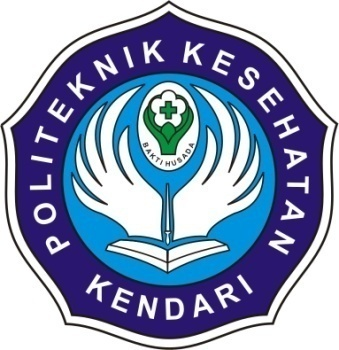 POLITEKNIK KESEHATAN
BAKTI HUSADA
KENDARI